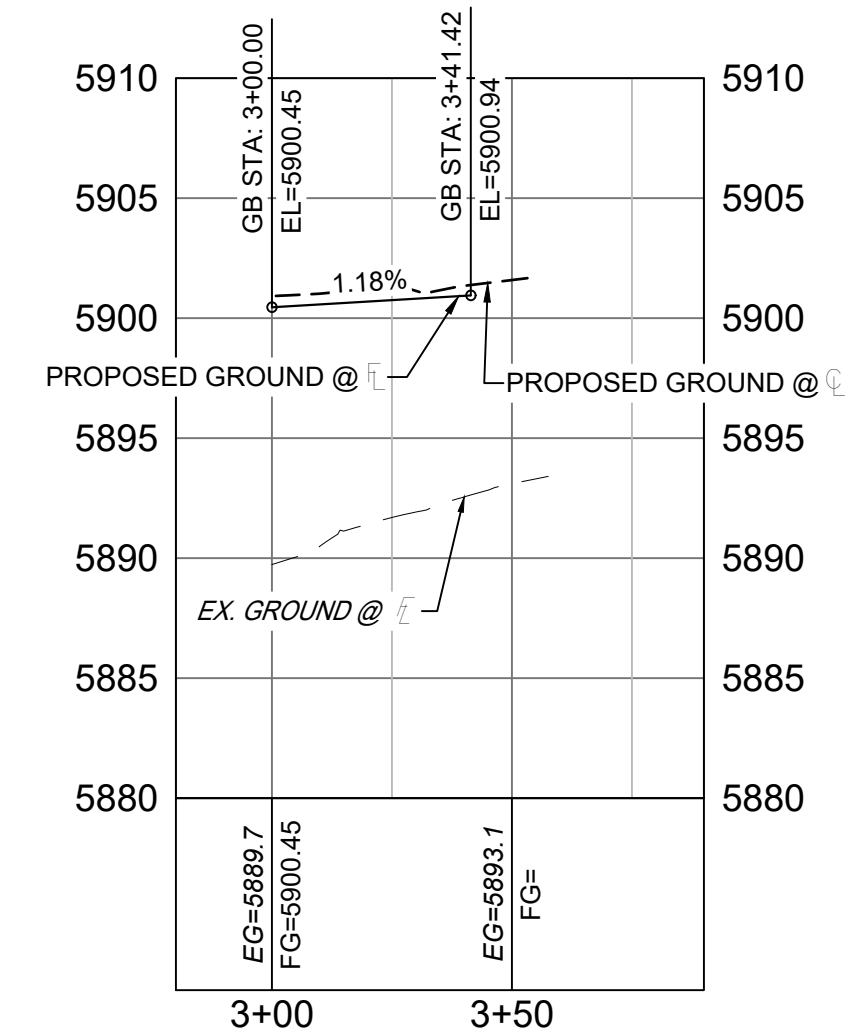 GB STA: 3+00.00
EL=5900.45
GB STA: 3+41.42
EL=5900.94
5910
5910
5905
5905
1.18%
5900
5900
PROPOSED GROUND @ FL
PROPOSED GROUND @ CL
5895
5895
5890
5890
EX. GROUND @ FL
5885
5885
5880
5880
EG=5889.7
FG=5900.45
EG=5893.1
FG=
3+00
3+50